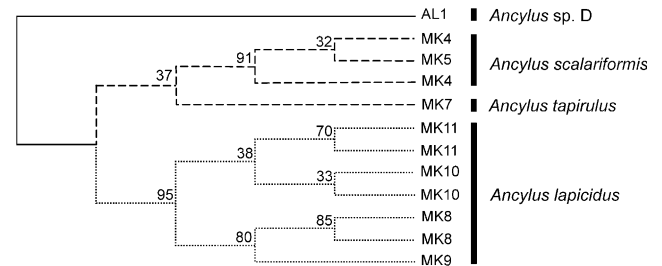 AL1 Ancylus sp. D
MK4
32
MK5 Ancylus scalariformis
91
MK4
37
MK7 Ancylus tapirulus
MK11
70
MK11
38
MK10
33
MK10 Ancylus lapicidus
95
MK8
85
MK8
80
MK9